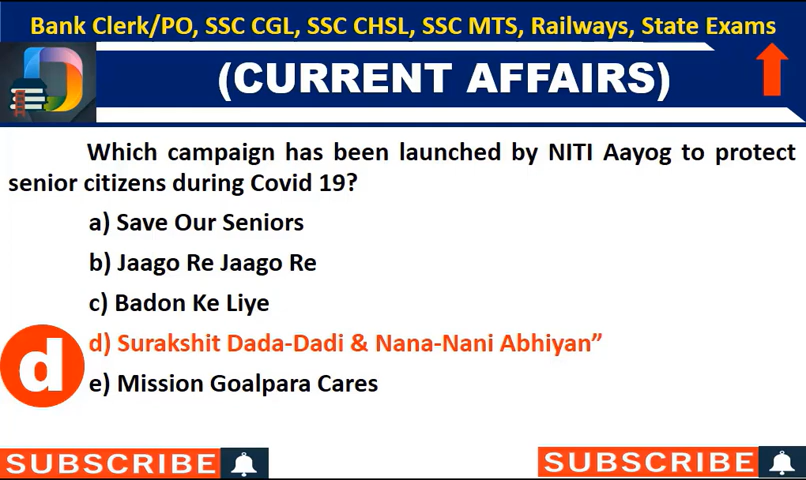 Bank Clerk/PO, SSC CGL, SSC CHSL, SSC MTS, Railways, State Exams
(CURRENT AFFAIRS)
Which campaign has been launched by NITI Aayog to protect
senior citizens during Covid 19?
a) Save Our Seniors
b) Jaago Re Jaago Re
c) Badon Ke Liye
d) Surakshit Dada-Dadi & Nana-Nani Abhiyan”
d
e) Mission Goalpara Cares
SUBSCRIBE
SUBSCRIBE